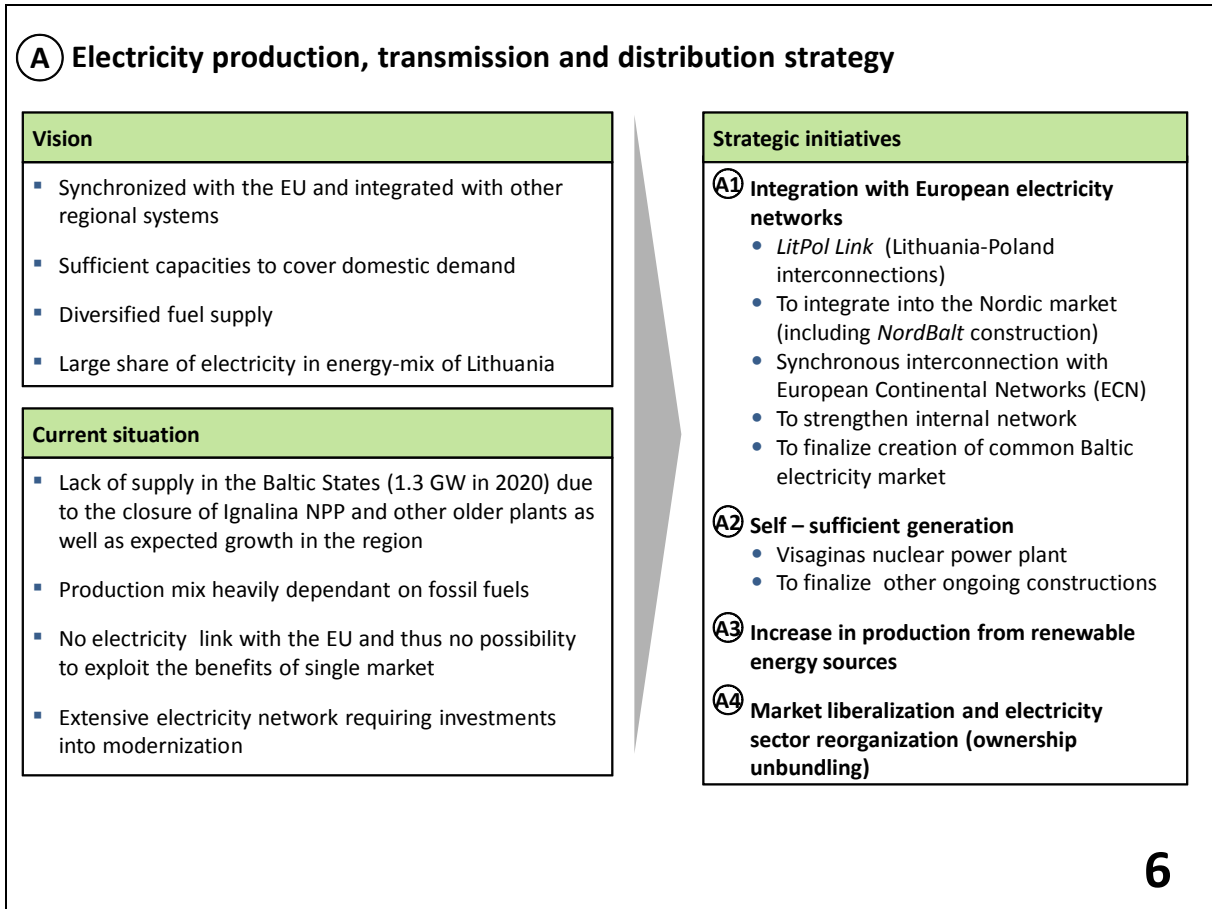 A Electricity production, transmission and distribution strategy
Vision
▪ Synchronized with the EU and integrated with other
regional systems
▪ Sufficient capacities to cover domestic demand
▪ Diversified fuel supply
▪ Large share of electricity in energy-mix of Lithuania
Current situation
▪ Lack of supply in the Baltic States (1.3 GW in 2020) due
to the closure of Ignalina NPP and other older plants as
well as expected growth in the region
▪ Production mix heavily dependant on fossil fuels
▪ No electricity link with the EU and thus no possibility
to exploit the benefits of single market
▪ Extensive electricity network requiring investments
into modernization
Strategic initiatives
A1 Integration with European electricity
networks
• LitPol Link (Lithuania-Poland
interconnections)
• To integrate into the Nordic market
(including NordBalt construction)
• Synchronous interconnection with
European Continental Networks (ECN)
• To strengthen internal network
• To finalize creation of common Baltic
electricity market
A2 Self – sufficient generation
• Visaginas nuclear power plant
• To finalize other ongoing constructions
A3 Increase in production from renewable
energy sources
A4 Market liberalization and electricity
sector reorganization (ownership
unbundling)
6